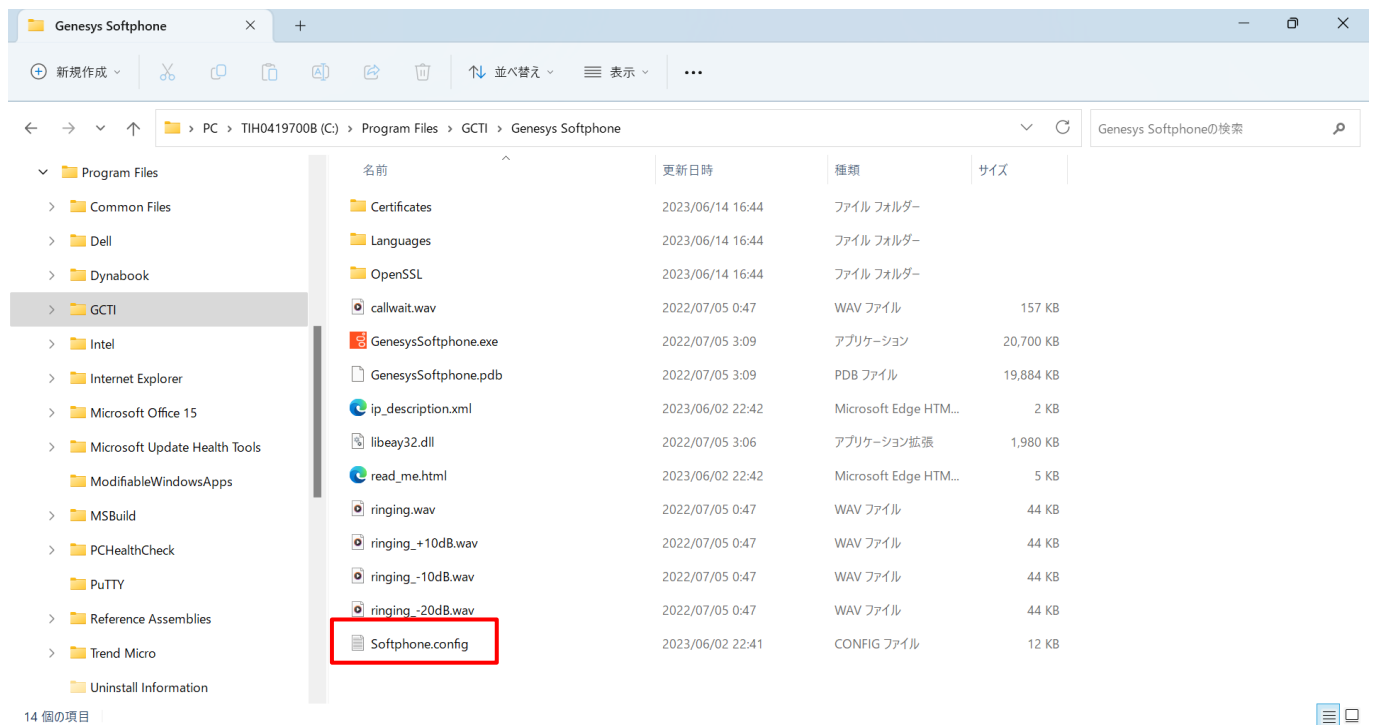 Genesys Softphone
新規作成
並べ替え
表示
PC > TIH0419700B (C:) > Program Files > GCTI > Genesys Softphone
Genesys Softphoneの検索
Program Files
Common Files
Dell
Dynabook
GCTI
Intel
Internet Explorer
Microsoft Office 15
Microsoft Update Health Tools
ModifiableWindowsApps
MSBuild
PCHealthCheck
PuTTY
Reference Assemblies
Trend Micro
Uninstall Information
名前 更新日時 種類 サイズ
Certificates 2023/06/14 16:44 ファイル フォルダー
Languages 2023/06/14 16:44 ファイル フォルダー
OpenSSL 2023/06/14 16:44 ファイル フォルダー
callwait.wav 2022/07/05 0:47 WAV ファイル 157 KB
GenesysSoftphone.exe 2022/07/05 3:09 アプリケーション 20,700 KB
GenesysSoftphone.pdb 2022/07/05 3:09 PDB ファイル 19,884 KB
ip_description.xml 2023/06/02 22:42 Microsoft Edge HTM... 2 KB
libeay32.dll 2022/07/05 3:06 アプリケーション拡張 1,980 KB
read_me.html 2023/06/02 22:42 Microsoft Edge HTM... 5 KB
ringing.wav 2022/07/05 0:47 WAV ファイル 44 KB
ringing_+10dB.wav 2022/07/05 0:47 WAV ファイル 44 KB
ringing_-10dB.wav 2022/07/05 0:47 WAV ファイル 44 KB
ringing_-20dB.wav 2022/07/05 0:47 WAV ファイル 44 KB
Softphone.config 2023/06/02 22:41 CONFIG ファイル 12 KB
14 個の項目